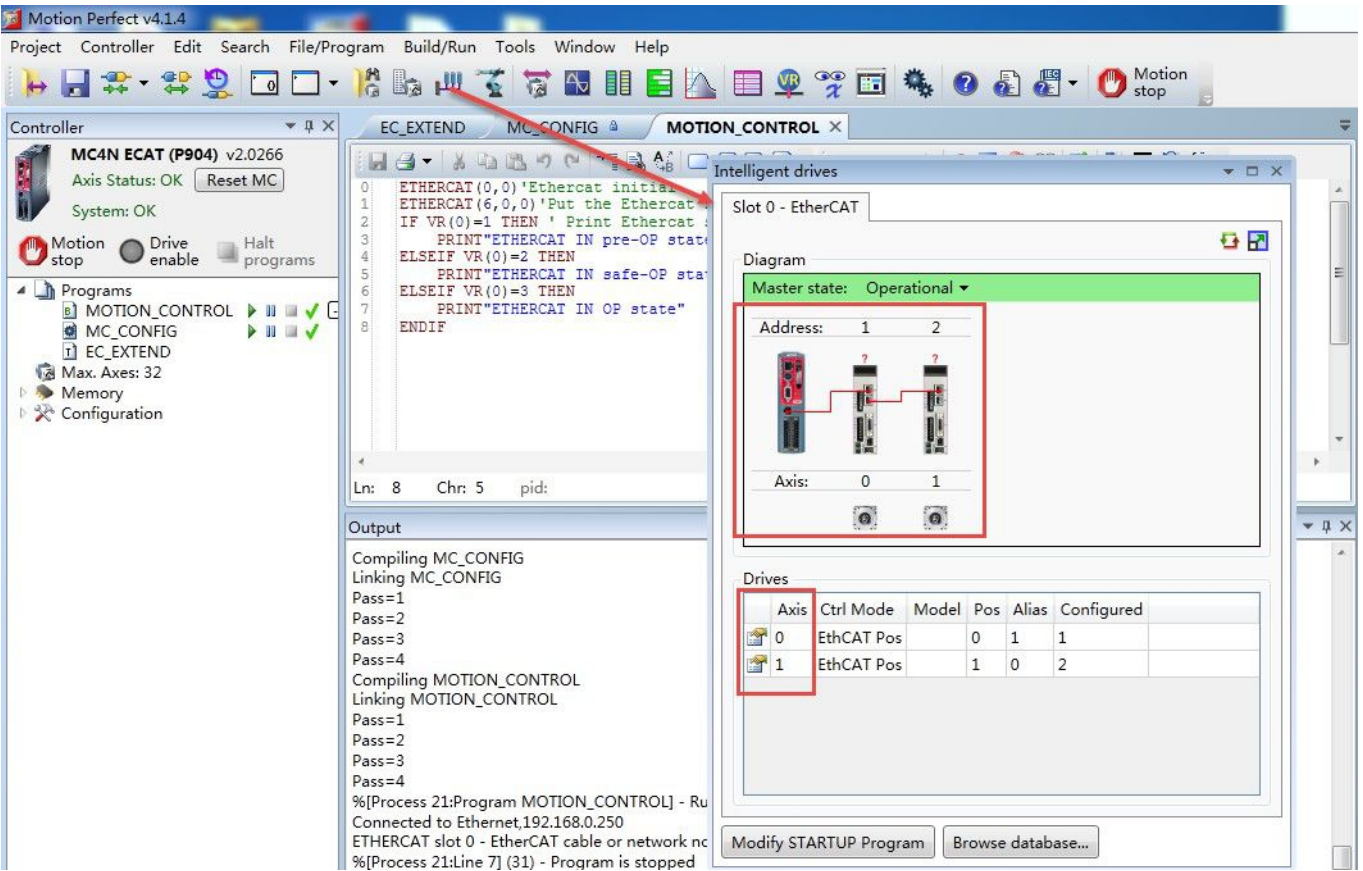 Motion Perfect v4.1.4
Project Controller Edit Search File/Program Build/Run Tools Window Help
Motion stop
Controller
MC4N ECAT (P904) v2.0266
Axis Status: OK Reset MC
System: OK
Motion stop Drive enable Halt programs
Programs
MOTION_CONTROL
MC_CONFIG
EC_EXTEND
Max. Axes: 32
Memory
Configuration
EC_EXTEND MC_CONFIG MOTION_CONTROL
0 ETHERCAT(0,0)'Ethercat initial
1 ETHERCAT(6,0,0)'Put the Ethercat
2 IF VR(0)=1 THEN ' Print Ethercat
3 PRINT"ETHERCAT IN pre-OP state
4 ELSEIF VR(0)=2 THEN
5 PRINT"ETHERCAT IN safe-OP sta
6 ELSEIF VR(0)=3 THEN
7 PRINT"ETHERCAT IN OP state"
8 ENDIF
Ln: 8 Chr: 5 pid:
Output
Compiling MC_CONFIG
Linking MC_CONFIG
Pass=1
Pass=2
Pass=3
Pass=4
Compiling MOTION_CONTROL
Linking MOTION_CONTROL
Pass=1
Pass=2
Pass=3
Pass=4
%[Process 21:Program MOTION_CONTROL] - Ru
Connected to Ethernet,192.168.0.250
ETHERCAT slot 0 - EtherCAT cable or network no
%[Process 21:Line 7] (31) - Program is stopped
Intelligent drives
Slot 0 - EtherCAT
Diagram
Master state: Operational
Address: 1 2
? ?
Axis: 0 1
Drives
Axis Ctrl Mode Model Pos Alias Configured
0 EthCAT Pos 0 1 1
1 EthCAT Pos 1 0 2
Modify STARTUP Program Browse database...